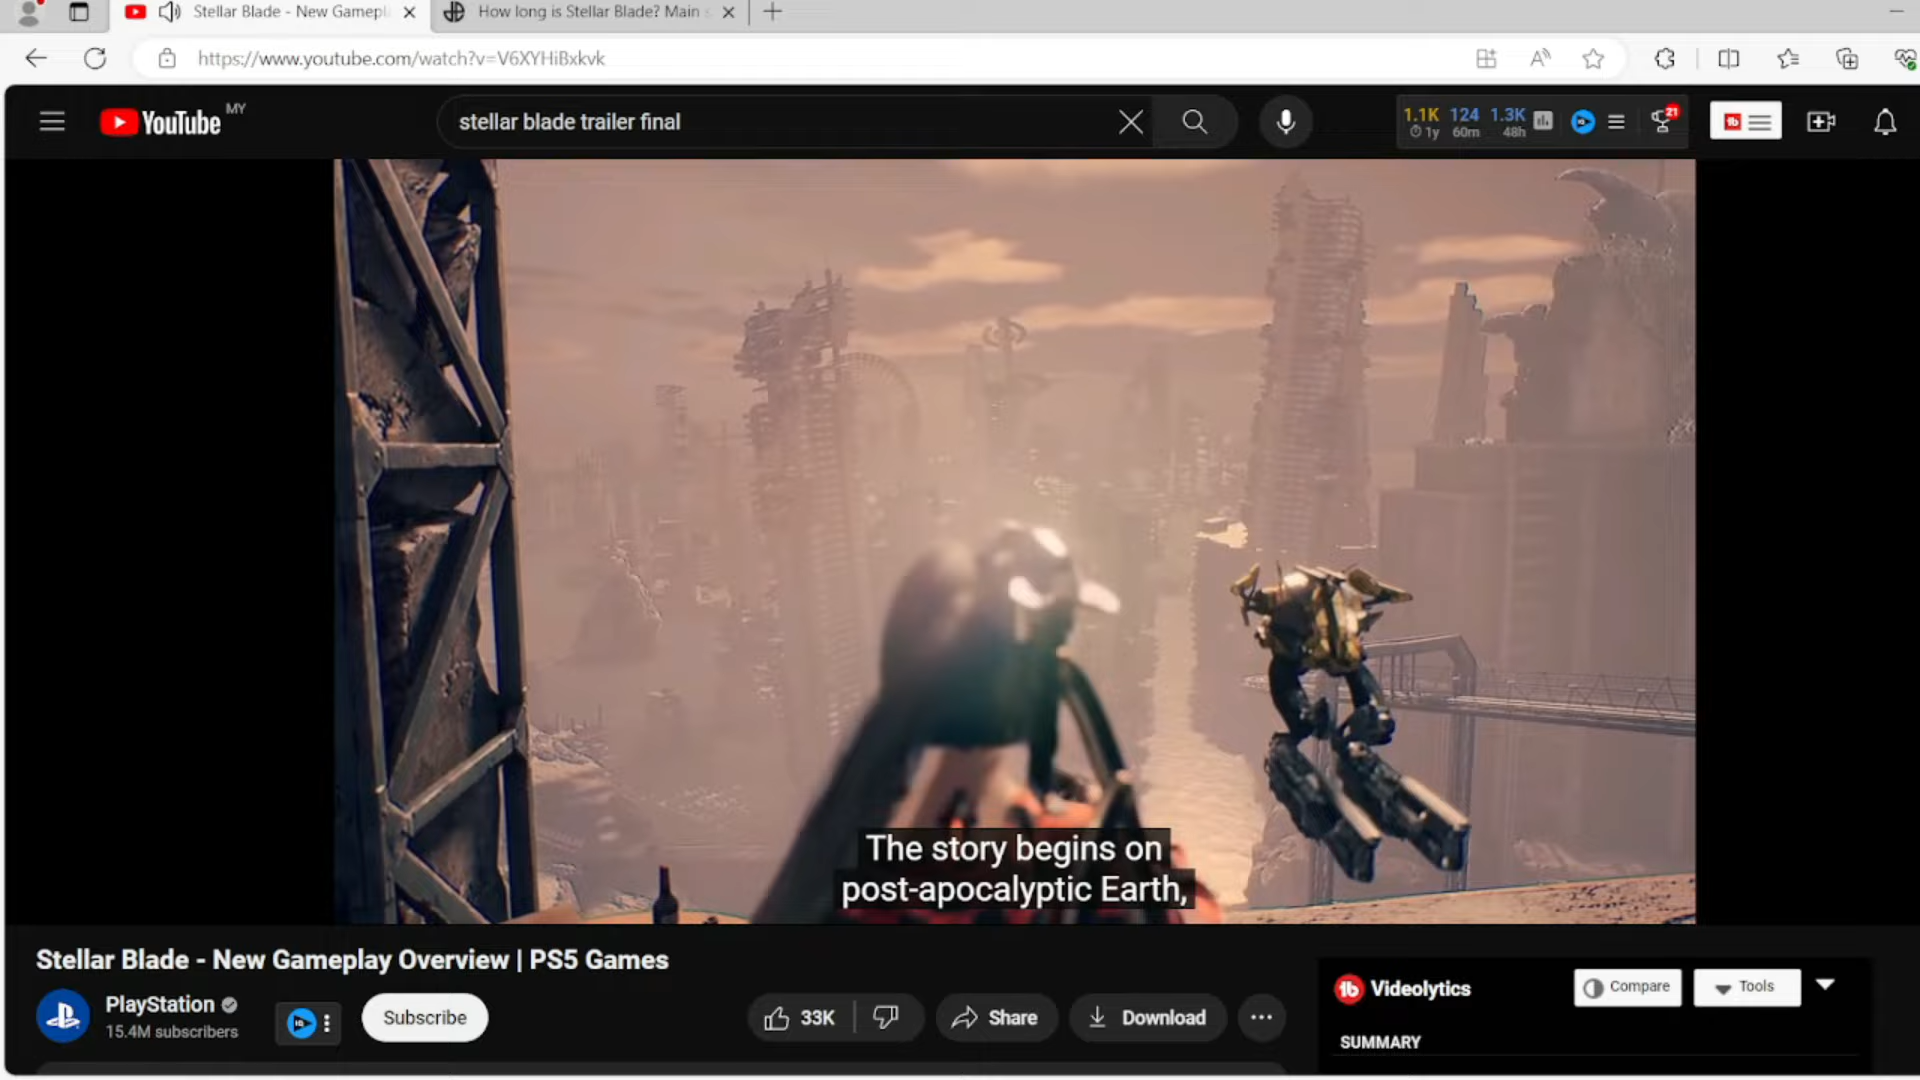 Stellar Blade - New Gamepl
How long is Stellar Blade? Main s
https://www.youtube.com/watch?v=V6XYHiBxkvk
YouTube MY
stellar blade trailer final
1.1K 124 1.3K
1y 60m 48h
21
The story begins on
post-apocalyptic Earth,
Stellar Blade - New Gameplay Overview | PS5 Games
PlayStation
15.4M subscribers
Subscribe
33K
Share
Download
Videolytics
Compare
Tools
SUMMARY